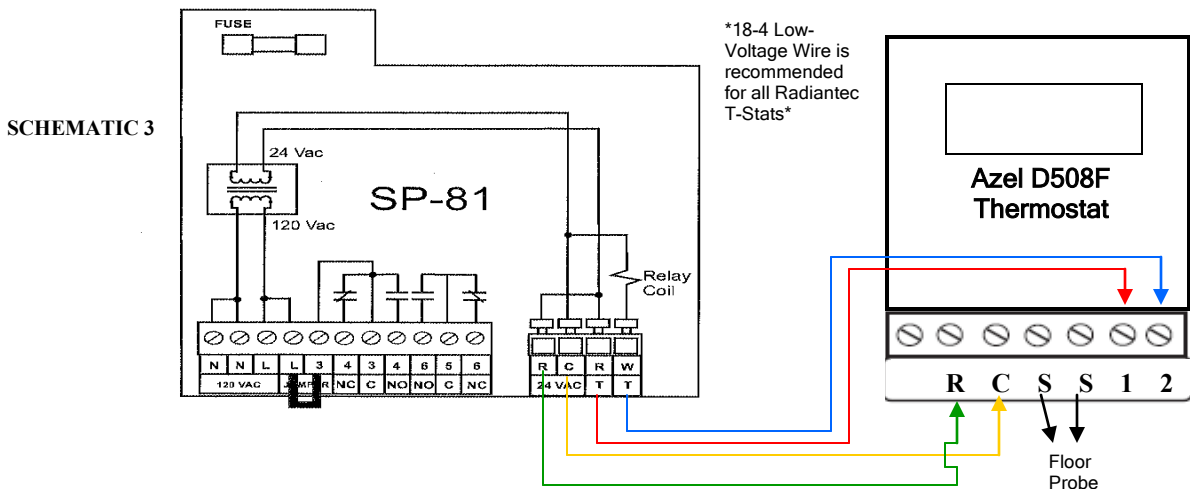 FUSE
*18-4 Low-
Voltage Wire is
recommended
for all Radiantec
T-Stats*
SCHEMATIC 3
24 Vac
SP-81
120 Vac
Azel D508F
Thermostat
Relay
Coil
N N L L 3 4 3 4 6 5 6
120 VAC NC C NO NO C NC
R C R W
24 VAC T T
R C S S 1 2
Floor
Probe